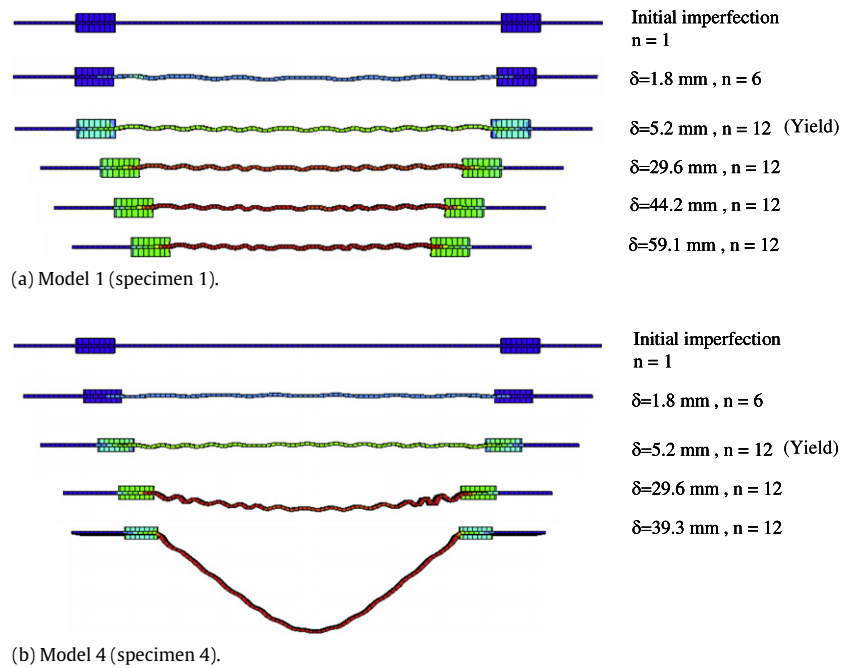 Initial imperfection
n = 1
δ=1.8 mm , n = 6
δ=5.2 mm , n = 12 (Yield)
δ=29.6 mm , n = 12
δ=44.2 mm , n = 12
δ=59.1 mm , n = 12
(a) Model 1 (specimen 1).
Initial imperfection
n = 1
δ=1.8 mm , n = 6
δ=5.2 mm , n = 12 (Yield)
δ=29.6 mm , n = 12
δ=39.3 mm , n = 12
(b) Model 4 (specimen 4).